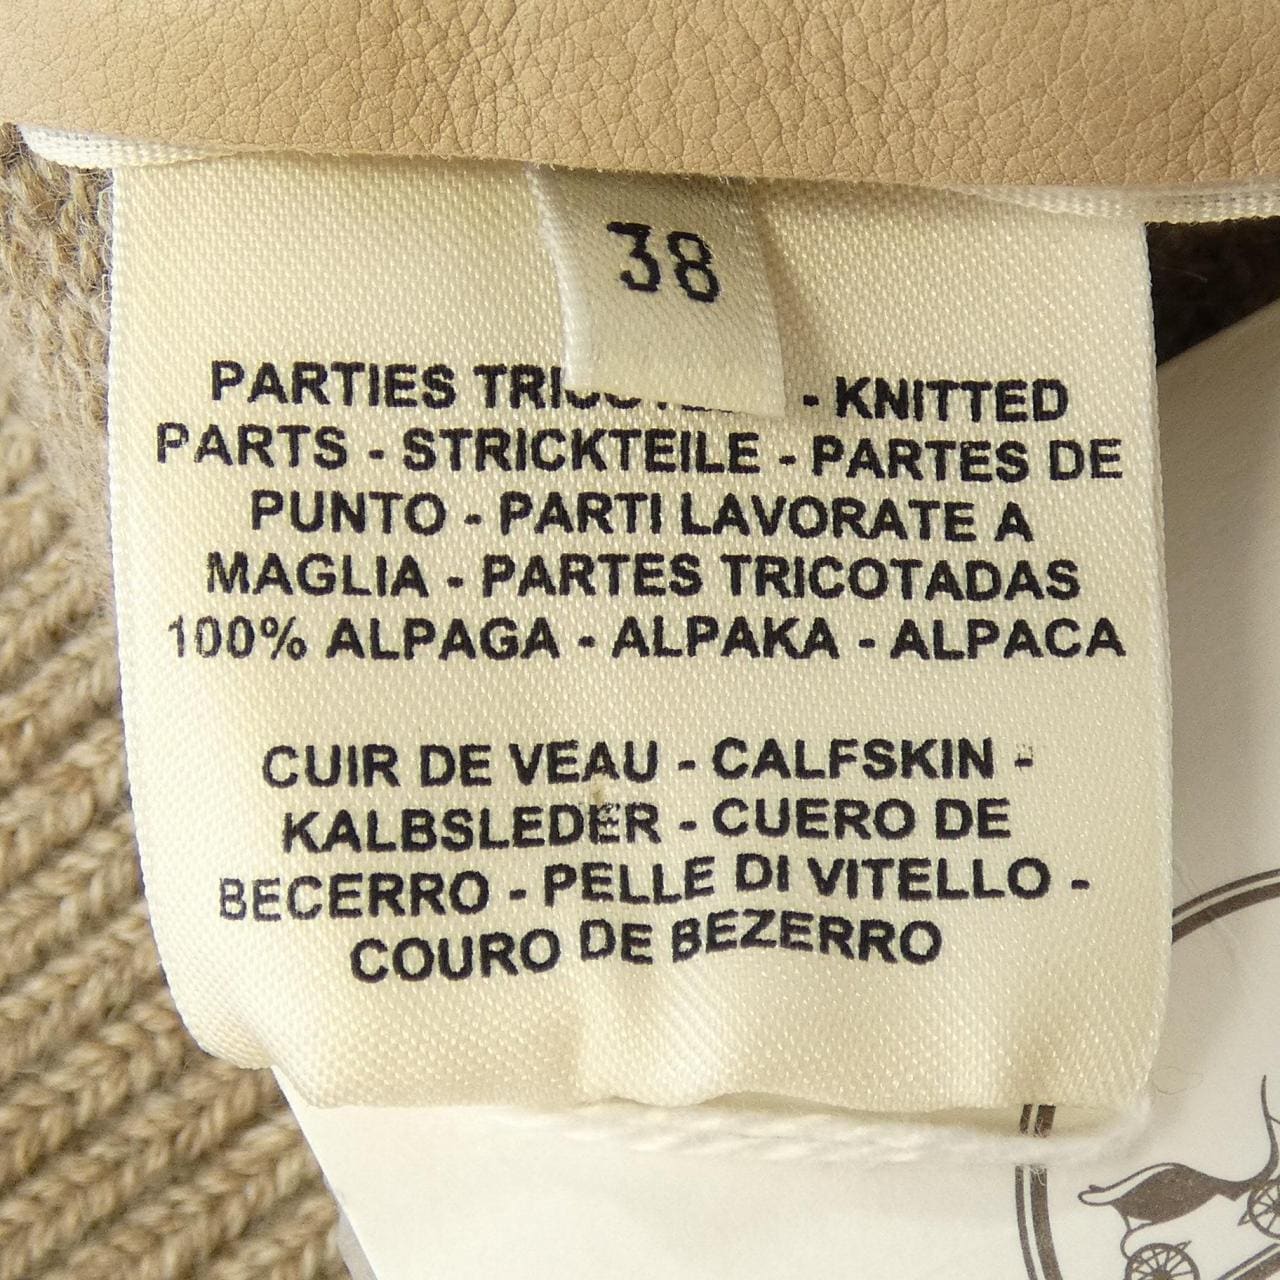 38
PARTIES - KNITTED
PARTS - STRICKTEILE - PARTES DE
PUNTO - PARTI LAVORATE A
MAGLIA - PARTES TRICOTADAS
100% ALPAGA - ALPAKA - ALPACA
CUIR DE VEAU - CALFSKIN -
KALBSLEDER - CUERO DE
BECERRO - PELLE DI VITELLO -
COURO DE BEZERRO